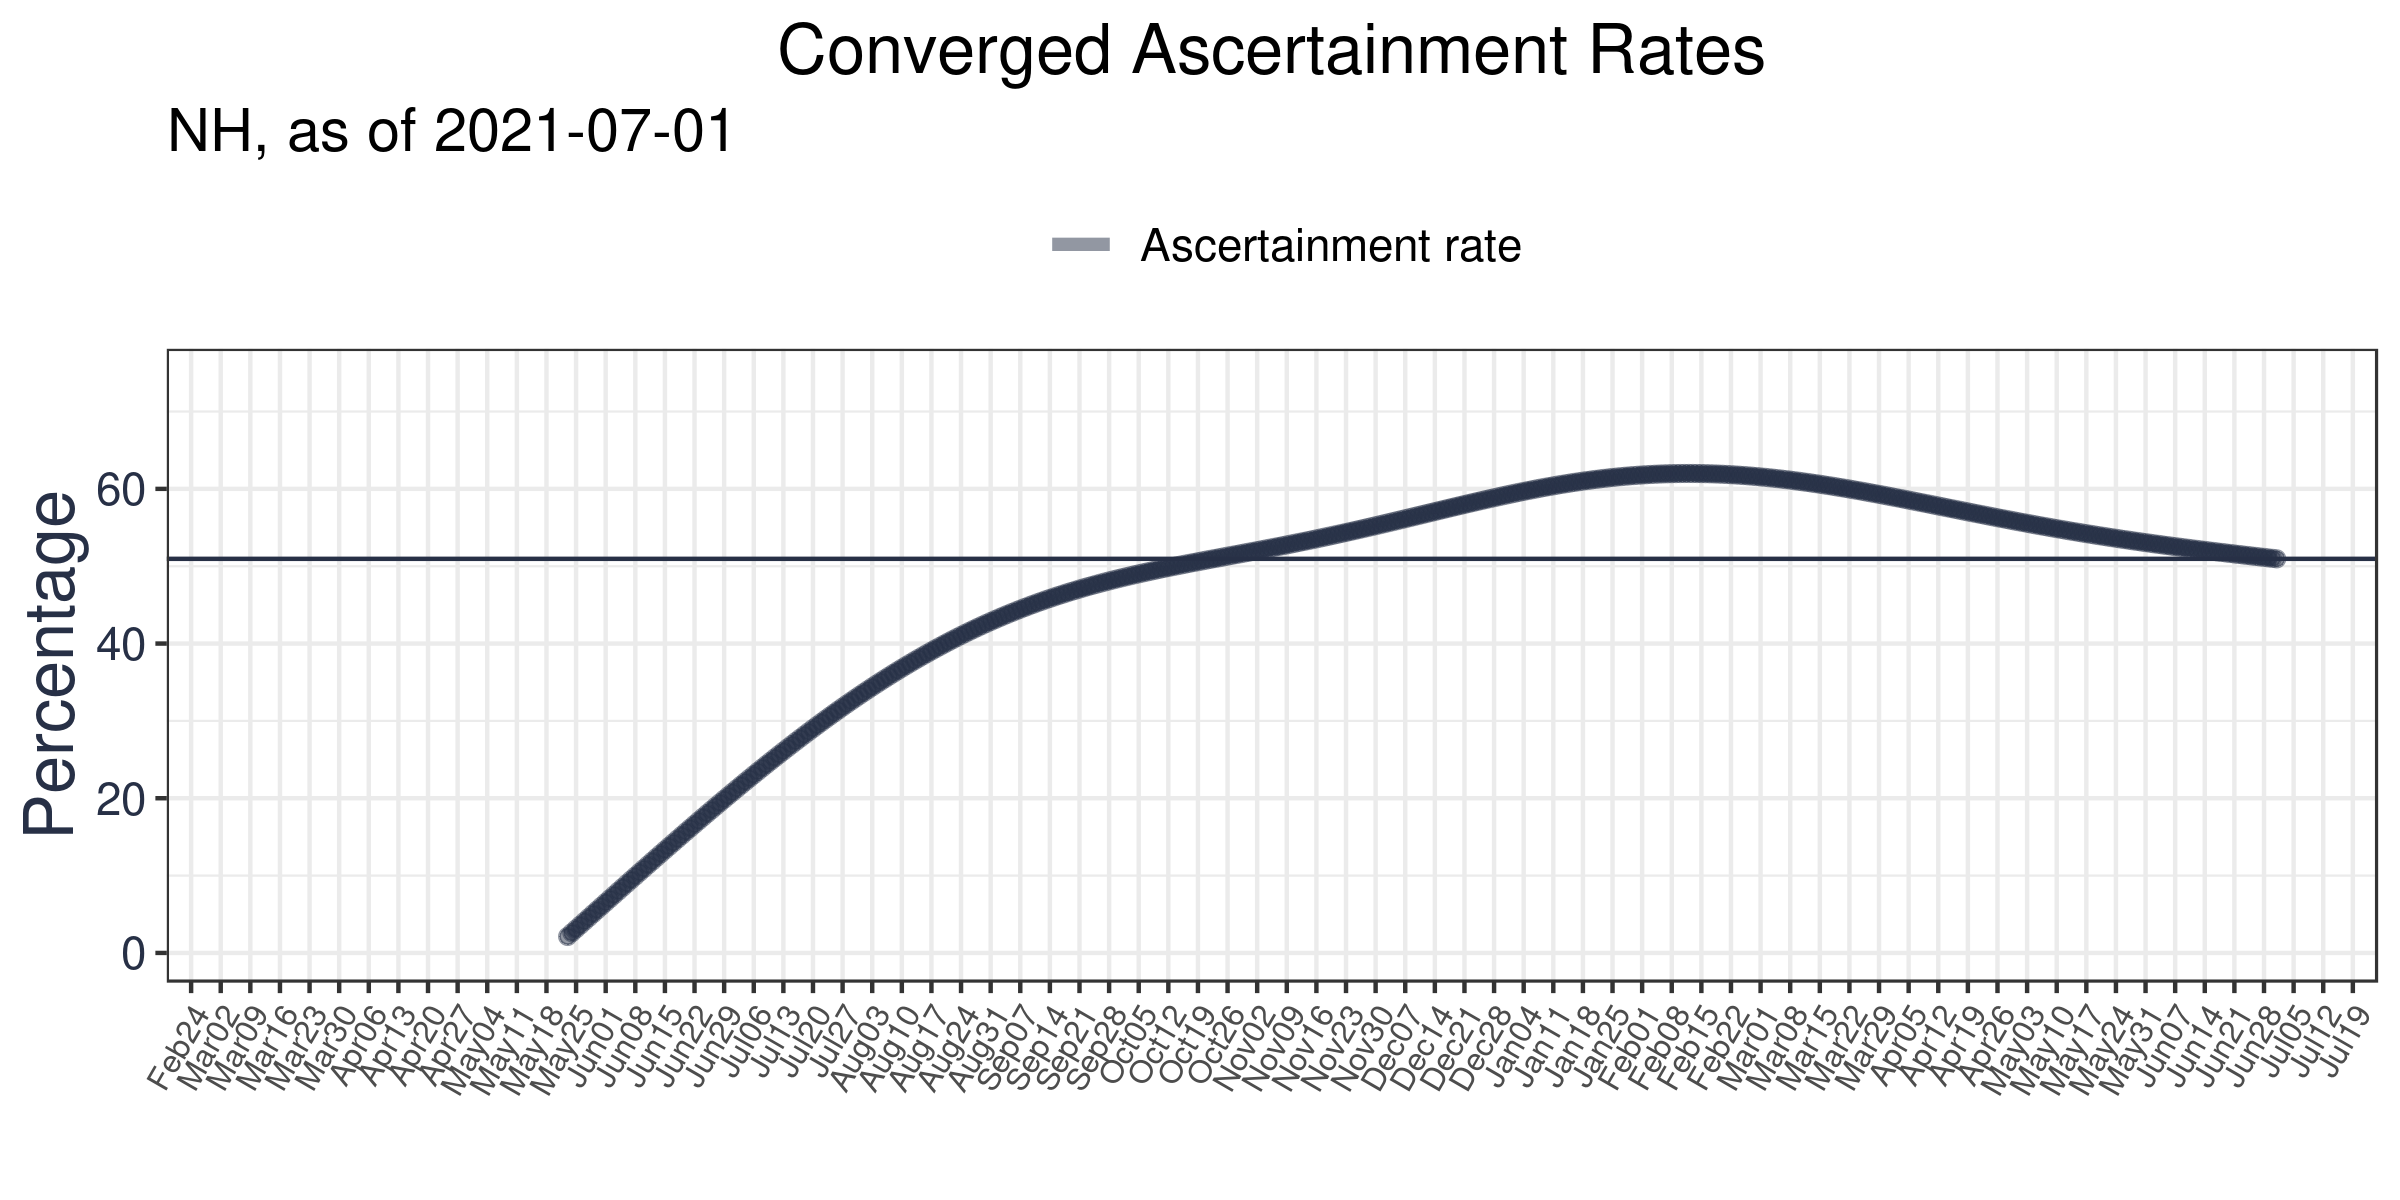 Converged Ascertainment Rates
NH, as of 2021-07-01
Ascertainment rate
Percentage
60
40
20
0
Feb24 Mar02 Mar09 Mar16 Mar23 Mar30 Apr06 Apr13 Apr20 Apr27 May04 May11 May18 May25 Jun01 Jun08 Jun15 Jun22 Jun29 Jul06 Jul13 Jul20 Jul27 Aug03 Aug10 Aug17 Aug24 Aug31 Sep07 Sep14 Sep21 Sep28 Oct05 Oct12 Oct19 Oct26 Nov02 Nov09 Nov16 Nov23 Nov30 Dec07 Dec14 Dec21 Dec28 Jan04 Jan11 Jan18 Jan25 Feb01 Feb08 Feb15 Feb22 Mar01 Mar08 Mar15 Mar22 Mar29 Apr05 Apr12 Apr19 Apr26 May03 May10 May17 May24 May31 Jun07 Jun14 Jun21 Jun28 Jul05 Jul12 Jul19